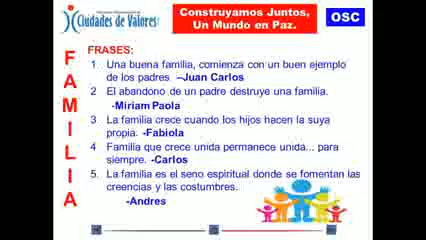 Ciudades de Valores
Construyamos Juntos,
Un Mundo en Paz.
OSC
FAMILIA
FRASES:
1 Una buena familia, comienza con un buen ejemplo
de los padres –Juan Carlos
2 El abandono de un padre destruye una familia.
-Miriam Paola
3 La familia crece cuando los hijos hacen la suya
propia. -Fabiola
4 Familia que crece unida permanece unida... para
siempre. -Carlos
5. La familia es el seno espiritual donde se fomentan las
creencias y las costumbres.
-Andres